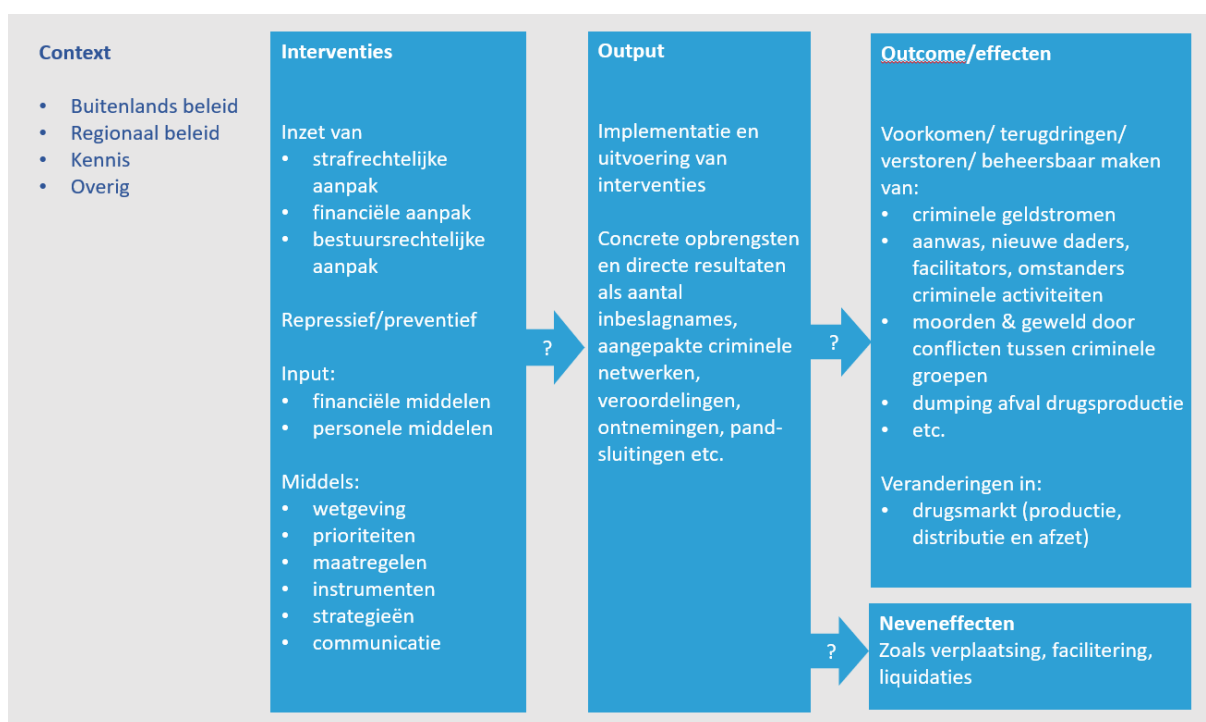 Context
• Buitenlands beleid
• Regionaal beleid
• Kennis
• Overig
Interventies
Inzet van
• strafrechtelijke
aanpak
• financiële aanpak
• bestuursrechtelijke
aanpak
Repressief/preventief
Input:
• financiële middelen
• personele middelen
Middels:
• wetgeving
• prioriteiten
• maatregelen
• instrumenten
• strategieën
• communicatie
?
Output
Implementatie en
uitvoering van
interventies
Concrete opbrengsten
en directe resultaten
als aantal
inbeslagnames,
aangepakte criminele
netwerken,
veroordelingen,
ontnemingen, pand-
sluitingen etc.
?
?
Outcome/effecten
Voorkomen/ terugdringen/
verstoren/ beheersbaar maken
van:
• criminele geldstromen
• aanwas, nieuwe daders,
facilitators, omstanders
criminele activiteiten
• moorden & geweld door
conflicten tussen criminele
groepen
• dumping afval drugsproductie
• etc.
Veranderingen in:
• drugsmarkt (productie,
distributie en afzet)
Neveneffecten
Zoals verplaatsing, facilitering,
liquidaties